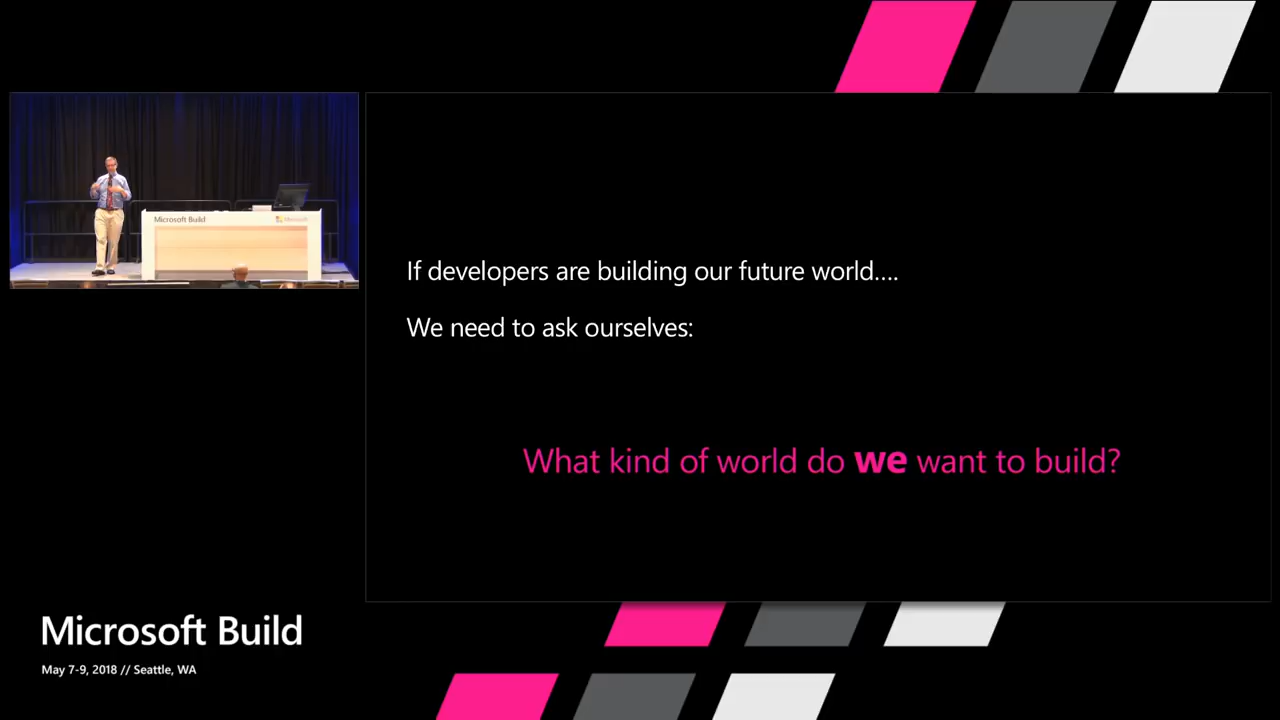 Microsoft Build
Microsoft
If developers are building our future world....
We need to ask ourselves:
What kind of world do we want to build?
Microsoft Build
May 7-9, 2018 // Seattle, WA